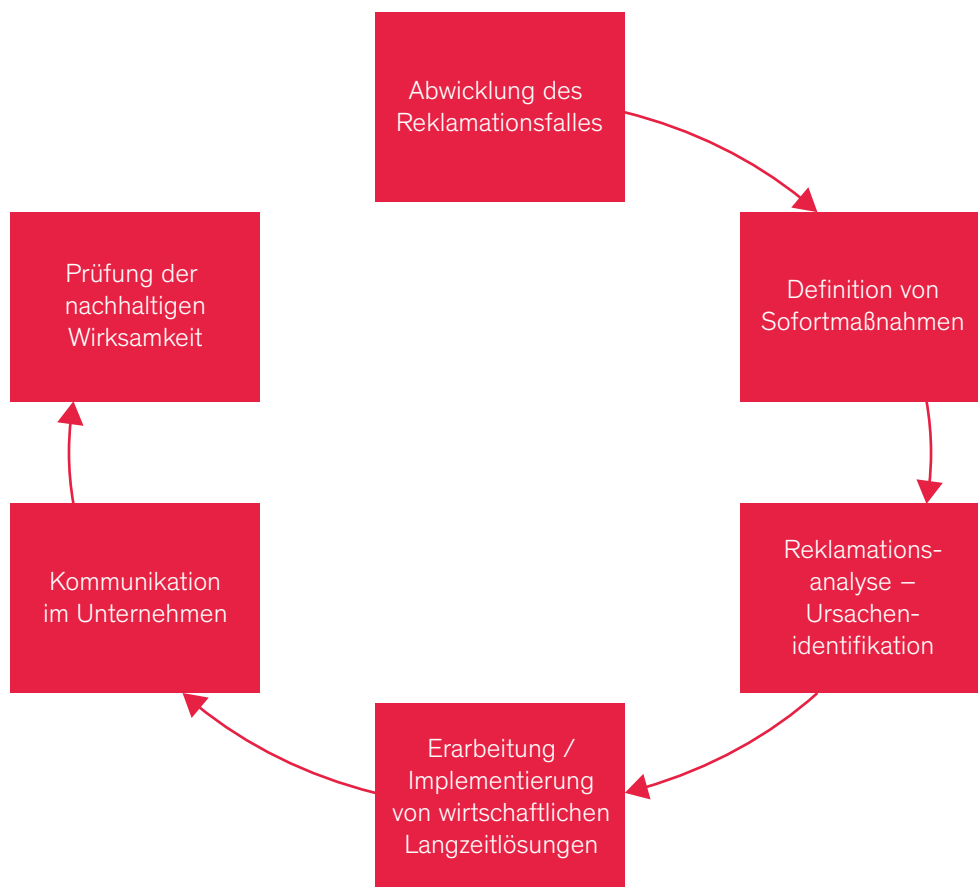 Abwicklung des
Reklamationsfalles
Definition von
Sofortmaßnahmen
Reklamations-
analyse –
Ursachen-
identifikation
Erarbeitung /
Implementierung
von wirtschaftlichen
Langzeitlösungen
Kommunikation
im Unternehmen
Prüfung der
nachhaltigen
Wirksamkeit